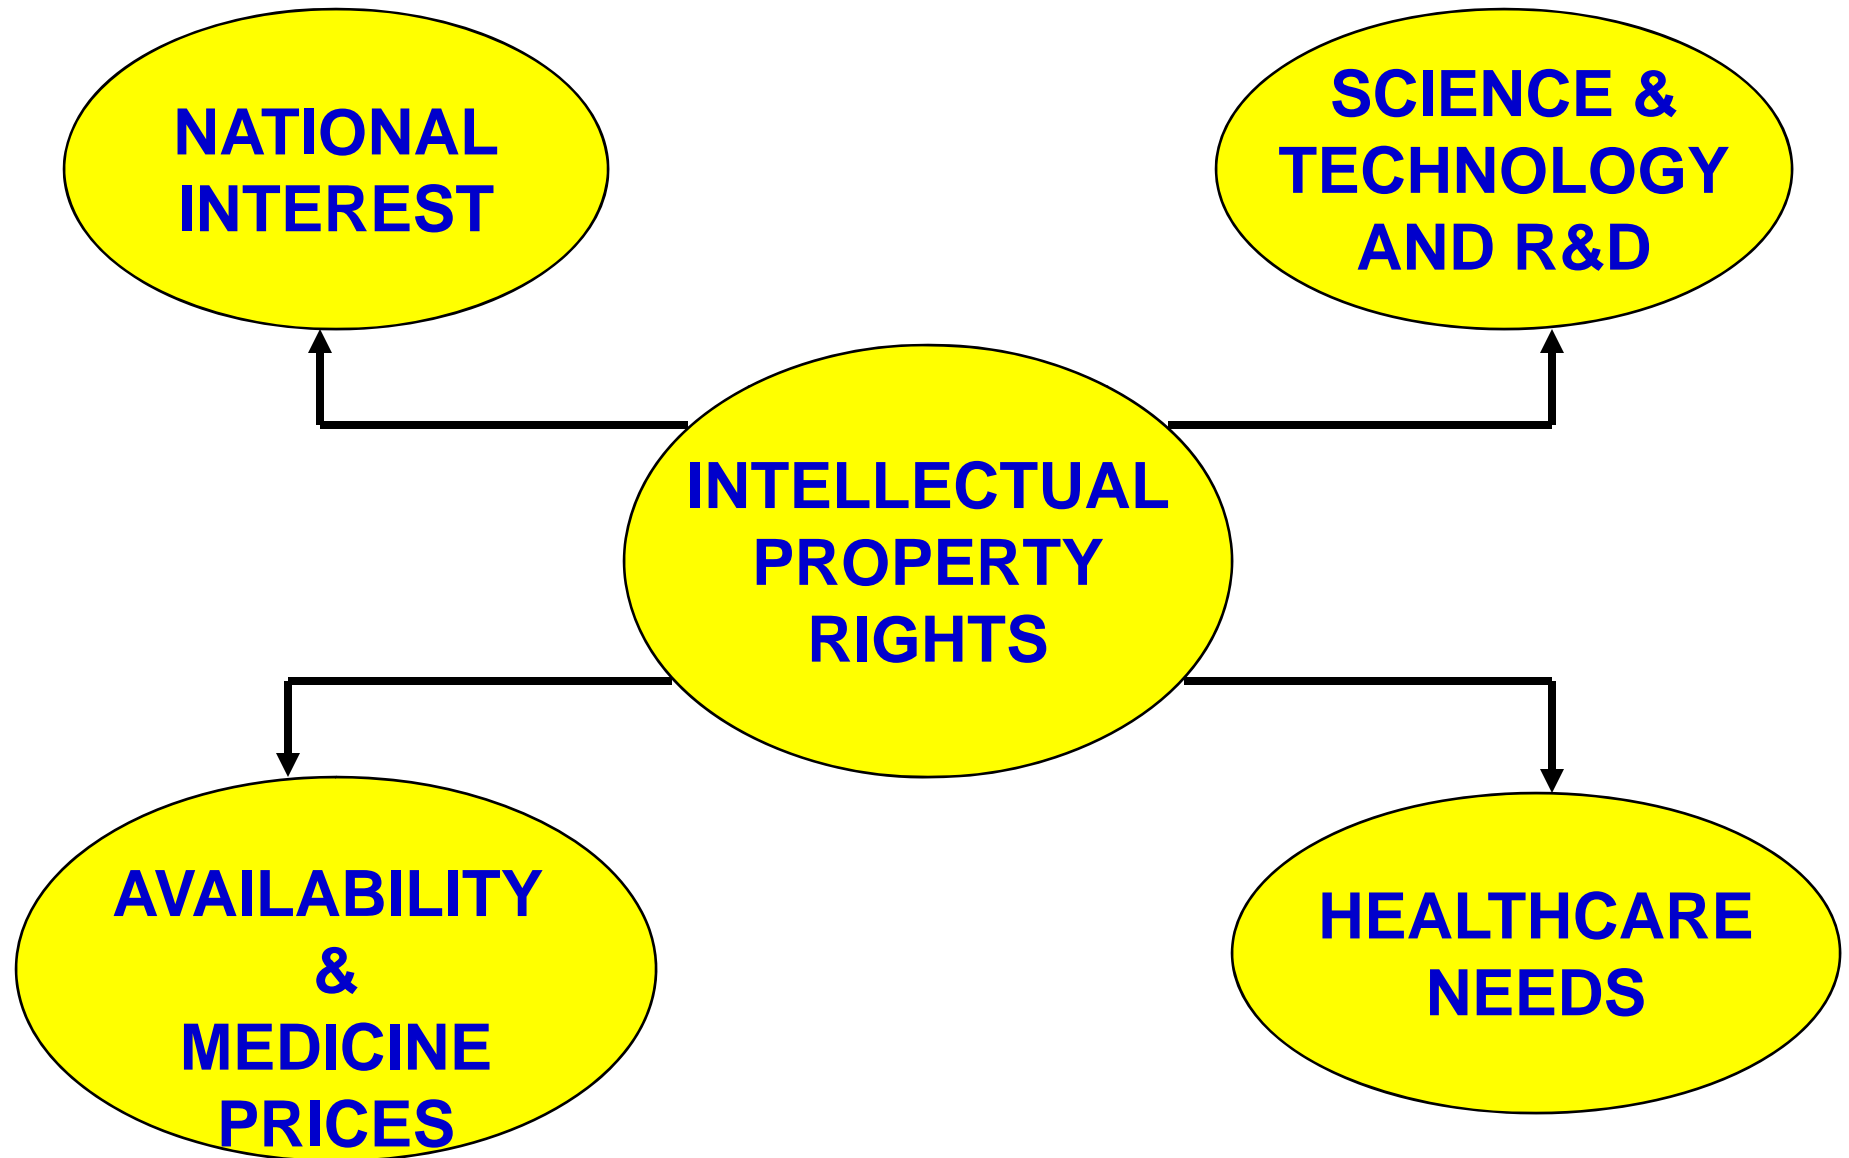 NATIONAL
INTEREST
SCIENCE &
TECHNOLOGY
AND R&D
INTELLECTUAL
PROPERTY
RIGHTS
AVAILABILITY
&
MEDICINE
PRICES
HEALTHCARE
NEEDS